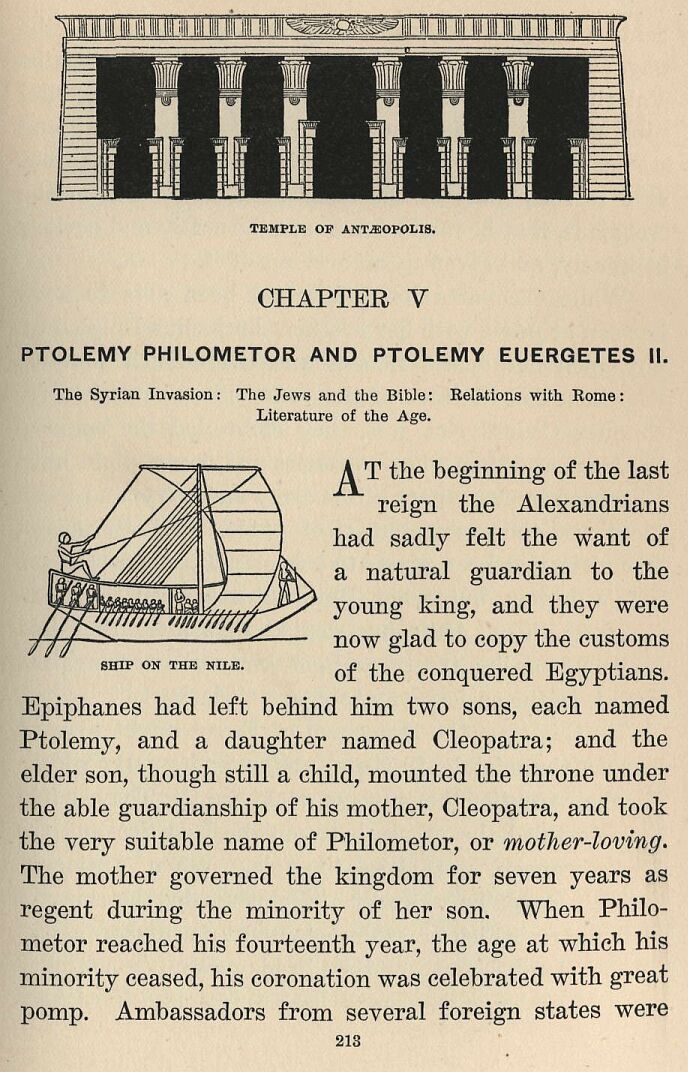 TEMPLE OF ANTÆOPOLIS.
CHAPTER V
PTOLEMY PHILOMETOR AND PTOLEMY EUERGETES II.
The Syrian Invasion: The Jews and the Bible: Relations with Rome:
Literature of the Age.
AT the beginning of the last
reign the Alexandrians
had sadly felt the want of
a natural guardian to the
young king, and they were
now glad to copy the customs
of the conquered Egyptians.
SHIP ON THE NILE.
Epiphanes had left behind him two sons, each named
Ptolemy, and a daughter named Cleopatra; and the
elder son, though still a child, mounted the throne under
the able guardianship of his mother, Cleopatra, and took
the very suitable name of Philometor, or mother-loving.
The mother governed the kingdom for seven years as
regent during the minority of her son. When Philo-
metor reached his fourteenth year, the age at which his
minority ceased, his coronation was celebrated with great
pomp. Ambassadors from several foreign states were
213